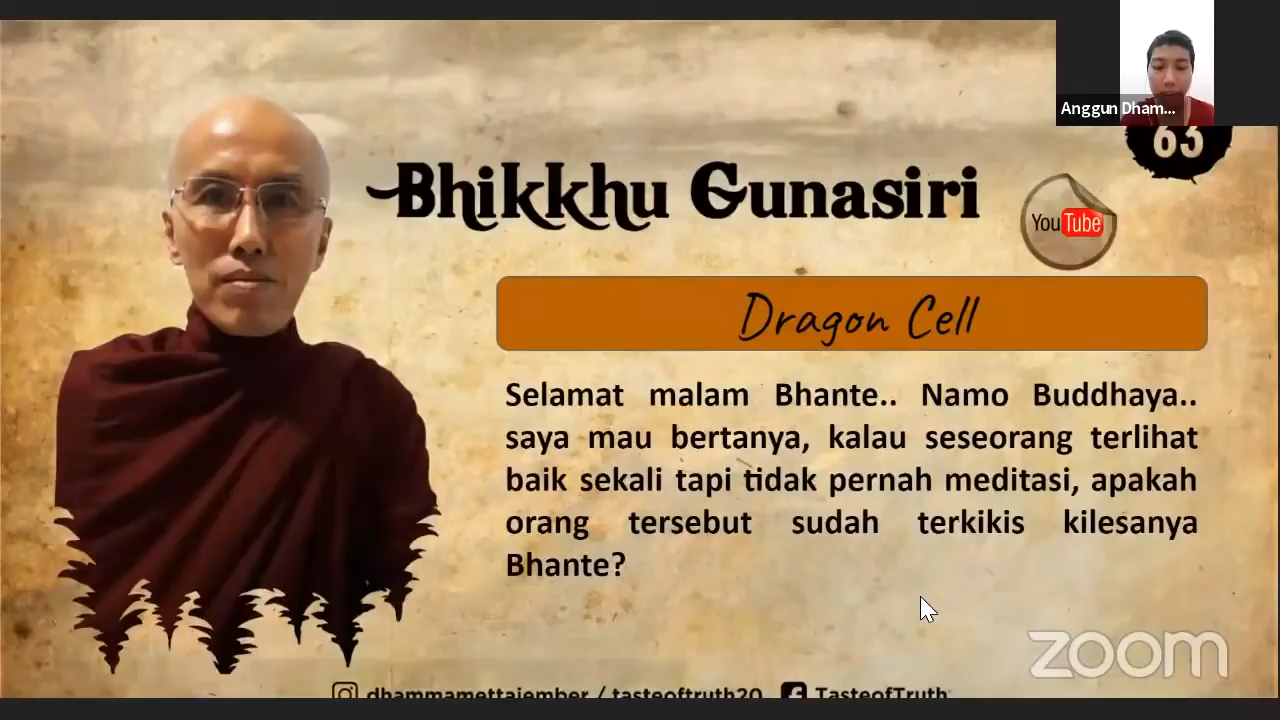 Anggun Dham...
63
Bhikkhu Gunasiri
YouTube
Dragon Cell
Selamat malam Bhante.. Namo Buddhaya..
saya mau bertanya, kalau seseorang terlihat
baik sekali tapi tidak pernah meditasi, apakah
orang tersebut sudah terkikis kilesanya
Bhante?
zoom
dhammamettajember / tasteoftruth20 TasteofTruth